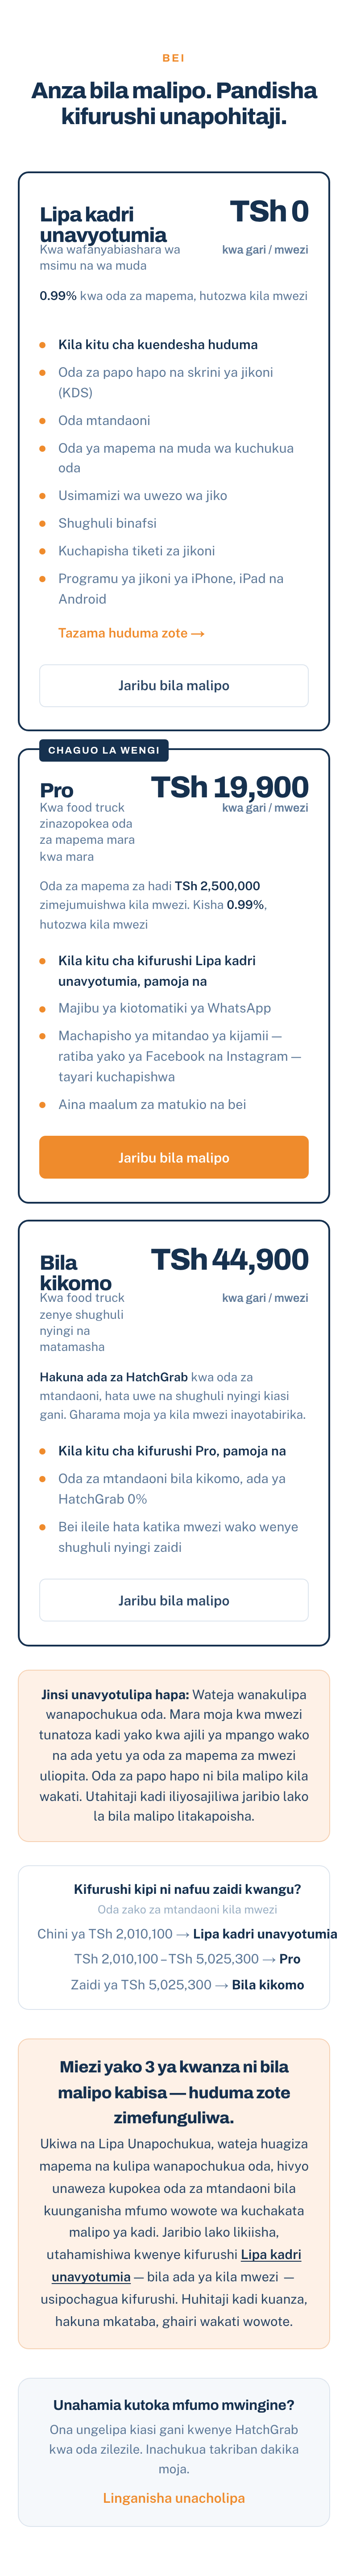 BEI
Anza bila malipo. Pandisha
kifurushi unapohitaji.
Lipa kadri
unavyotumia
TSh 0
Kwa wafanyabiashara wa
msimu na wa muda
kwa gari / mwezi
0.99% kwa oda za mapema, hutozwa kila mwezi
Kila kitu cha kuendesha huduma
Oda za papo hapo na skrini ya jikoni
(KDS)
Oda mtandaoni
Oda ya mapema na muda wa kuchukua
oda
Usimamizi wa uwezo wa jiko
Shughuli binafsi
Kuchapisha tiketi za jikoni
Programu ya jikoni ya iPhone, iPad na
Android
Tazama huduma zote →
Jaribu bila malipo
CHAGUO LA WENGI
Pro
TSh 19,900
Kwa food truck
zinazopokea oda
za mapema mara
kwa mara
kwa gari / mwezi
Oda za mapema za hadi TSh 2,500,000
zimejumuishwa kila mwezi. Kisha 0.99%,
hutozwa kila mwezi
Kila kitu cha kifurushi Lipa kadri
unavyotumia, pamoja na
Majibu ya kiotomatiki ya WhatsApp
Machapisho ya mitandao ya kijamii —
ratiba yako ya Facebook na Instagram —
tayari kuchapishwa
Aina maalum za matukio na bei
Jaribu bila malipo
Bila
kikomo
TSh 44,900
Kwa food truck
zenye shughuli
nyingi na
matamasha
kwa gari / mwezi
Hakuna ada za HatchGrab kwa oda za
mtandaoni, hata uwe na shughuli nyingi kiasi
gani. Gharama moja ya kila mwezi inayotabirika.
Kila kitu cha kifurushi Pro, pamoja na
Oda za mtandaoni bila kikomo, ada ya
HatchGrab 0%
Bei ileile hata katika mwezi wako wenye
shughuli nyingi zaidi
Jaribu bila malipo
Jinsi unavyotulipa hapa: Wateja wanakulipa
wanapochukua oda. Mara moja kwa mwezi
tunatoza kadi yako kwa ajili ya mpango wako
na ada yetu ya oda za mapema za mwezi
uliopita. Oda za papo hapo ni bila malipo kila
wakati. Utahitaji kadi iliyosajiliwa jaribio lako
la bila malipo litakapoisha.
Kifurushi kipi ni nafuu zaidi kwangu?
Oda zako za mtandaoni kila mwezi
Chini ya TSh 2,010,100 → Lipa kadri unavyotumia
TSh 2,010,100 – TSh 5,025,300 → Pro
Zaidi ya TSh 5,025,300 → Bila kikomo
Miezi yako 3 ya kwanza ni bila
malipo kabisa — huduma zote
zimefunguliwa.
Ukiwa na Lipa Unapochukua, wateja huagiza
mapema na kulipa wanapochukua oda, hivyo
unaweza kupokea oda za mtandaoni bila
kuunganisha mfumo wowote wa kuchakata
malipo ya kadi. Jaribio lako likiisha,
utahamishiwa kwenye kifurushi Lipa kadri
unavyotumia — bila ada ya kila mwezi —
usipochagua kifurushi. Huhitaji kadi kuanza,
hakuna mkataba, ghairi wakati wowote.
Unahamia kutoka mfumo mwingine?
Ona ungelipa kiasi gani kwenye HatchGrab
kwa oda zilezile. Inachukua takriban dakika
moja.
Linganisha unacholipa